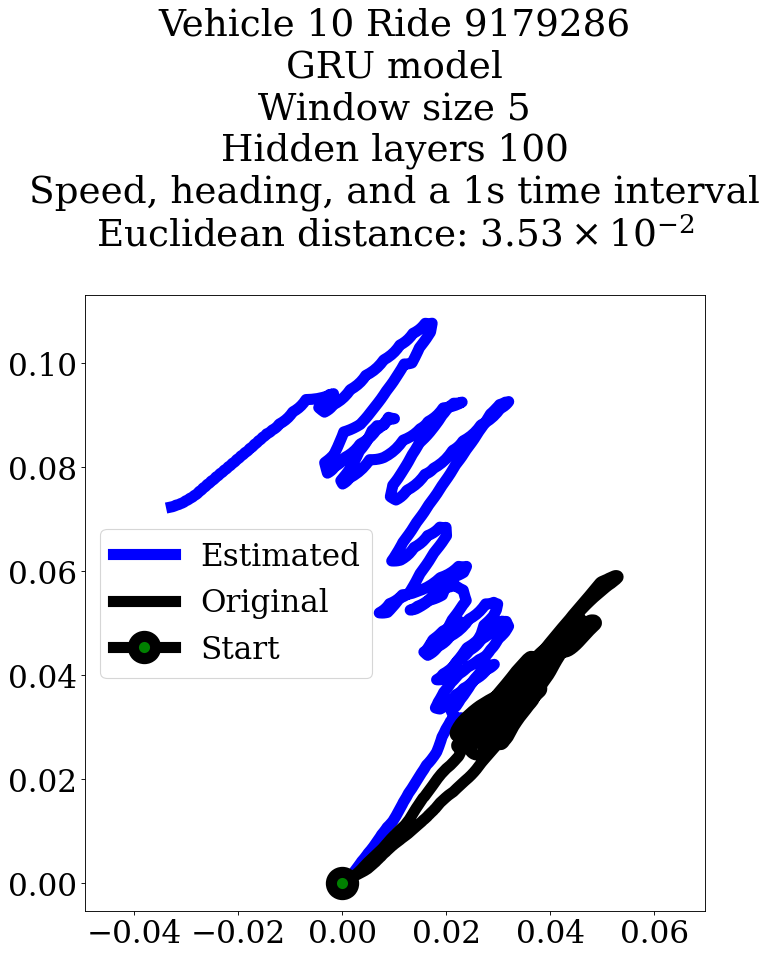 Vehicle 10 Ride 9179286
GRU model
Window size 5
Hidden layers 100
Speed, heading, and a 1s time interval
Euclidean distance: 3.53 × 10⁻²
0.10
0.08
0.06
0.04
0.02
0.00
Estimated
Original
Start
−0.04 −0.02 0.00 0.02 0.04 0.06